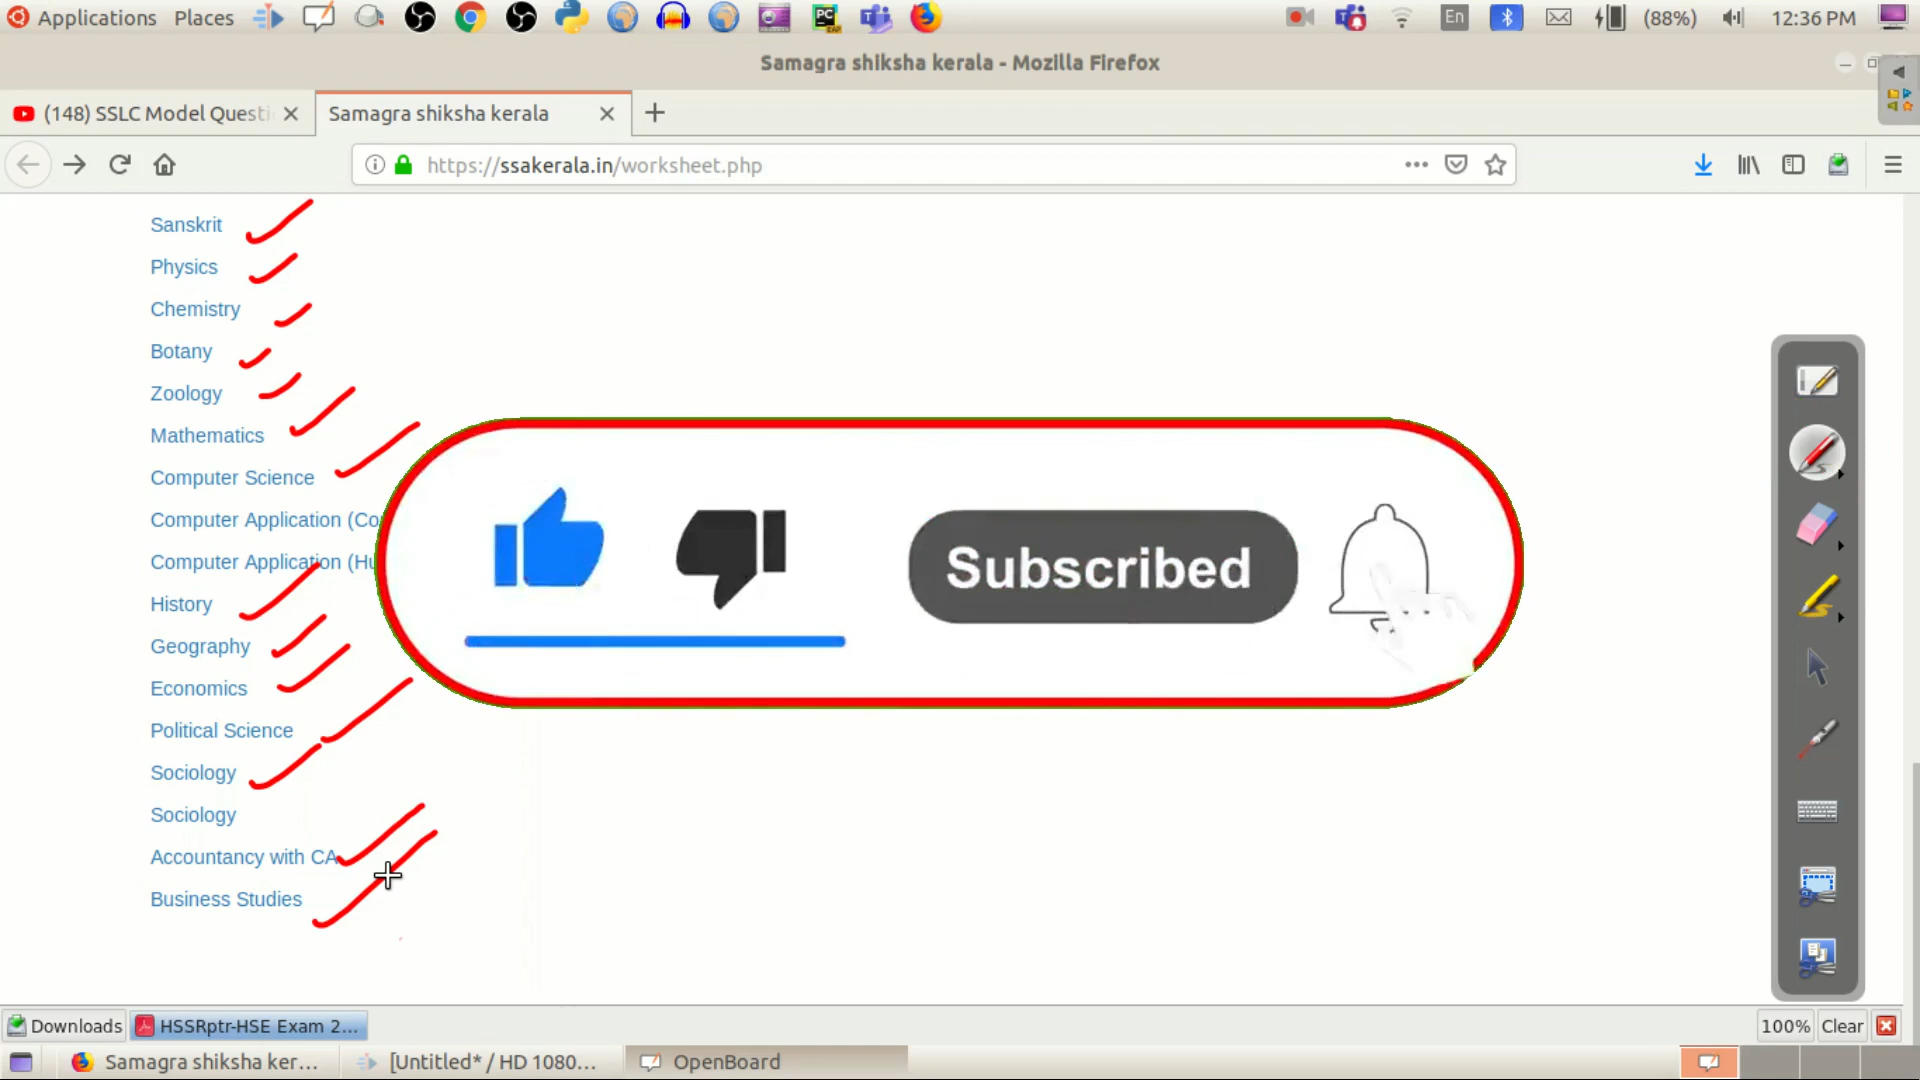 Applications Places En (88%) 12:36 PM
Samagra shiksha kerala - Mozilla Firefox
(148) SSLC Model Questi
Samagra shiksha kerala
https://ssakerala.in/worksheet.php
Sanskrit
Physics
Chemistry
Botany
Zoology
Mathematics
Computer Science
Computer Application (Co
Computer Application (Hu
History
Geography
Economics
Political Science
Sociology
Sociology
Accountancy with CA
Business Studies
Subscribed
Downloads HSSRptr-HSE Exam 2... 100% Clear
Samagra shiksha ker... [Untitled* / HD 1080... OpenBoard